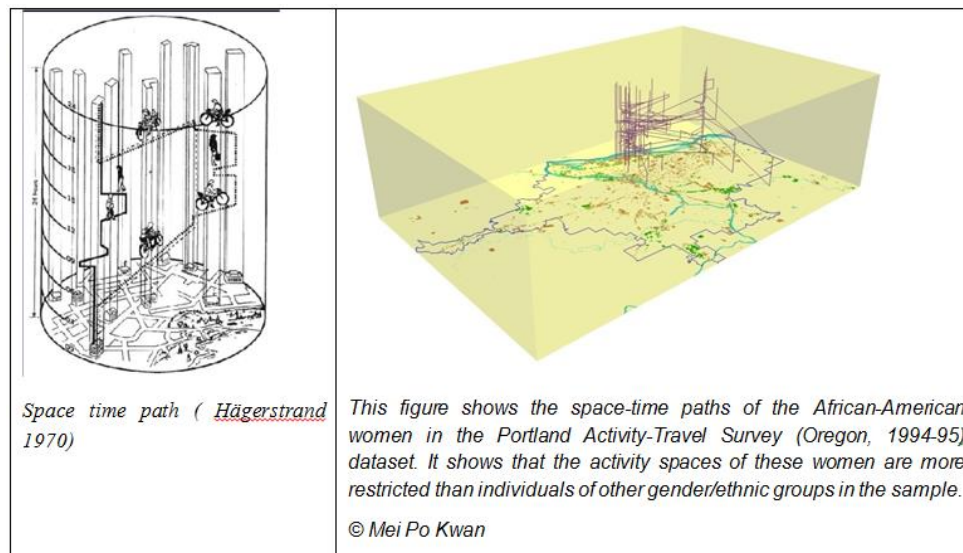 24 hours
Space time path ( Hägerstrand
1970)
This figure shows the space-time paths of the African-American
women in the Portland Activity-Travel Survey (Oregon, 1994-95)
dataset. It shows that the activity spaces of these women are more
restricted than individuals of other gender/ethnic groups in the sample.
© Mei Po Kwan